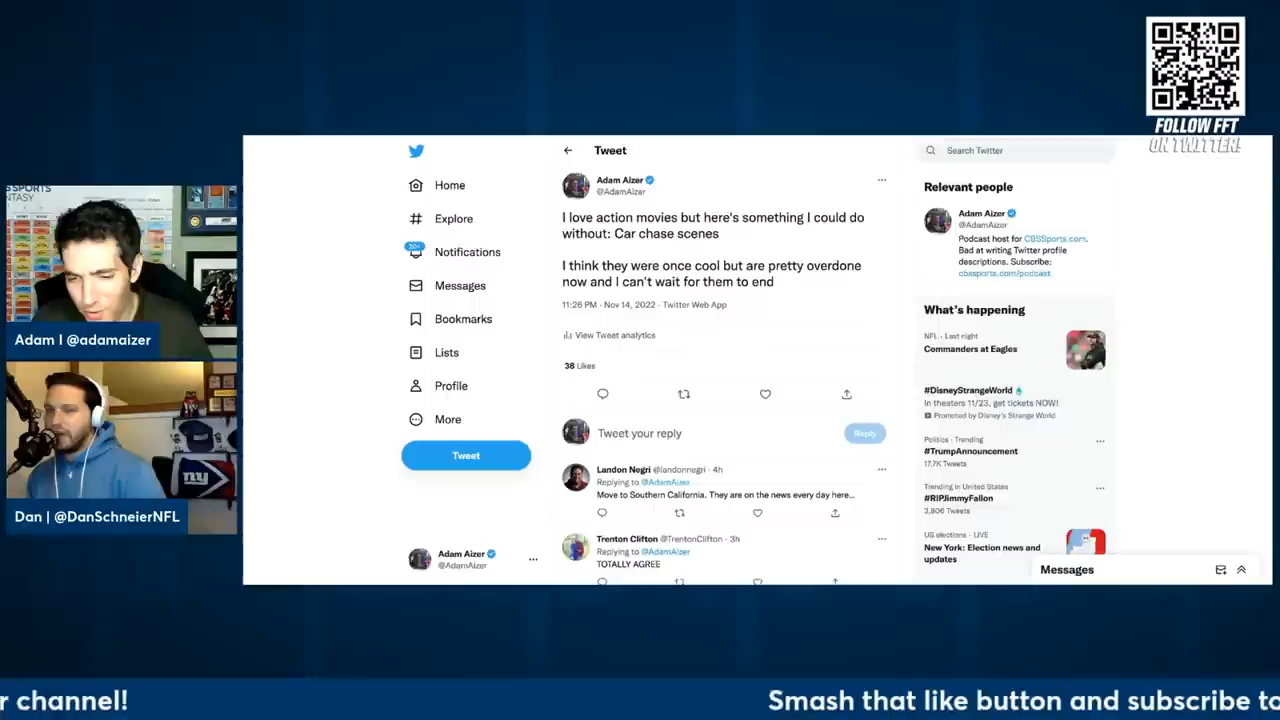 FOLLOW FFT
ON TWITTER!
SPORTS
Adam I @adamaizer
NYU
Dan | @DanSchneierNFL
Home
Explore
20+
Notifications
Messages
Bookmarks
Lists
Profile
More
Tweet
Adam Aizer
@AdamAizer
Tweet
Adam Aizer
@AdamAizer
I love action movies but here's something I could do
without: Car chase scenes
I think they were once cool but are pretty overdone
now and I can't wait for them to end
11:26 PM · Nov 14, 2022 · Twitter Web App
View Tweet analytics
38 Likes
Tweet your reply
Reply
Landon Negri @landonnegri · 4h
Replying to @AdamAizer
Move to Southern California. They are on the news every day here...
Trenton Clifton @TrentonClifton · 3h
Replying to @AdamAizer
TOTALLY AGREE
Search Twitter
Relevant people
Adam Aizer
@AdamAizer
Podcast host for CBSSports.com.
Bad at writing Twitter profile
descriptions. Subscribe:
cbssports.com/podcast
What's happening
NFL · Last night
Commanders at Eagles
#DisneyStrangeWorld
In theaters 11/23, get tickets NOW!
Promoted by Disney's Strange World
Politics · Trending
#TrumpAnnouncement
17.7K Tweets
Trending in United States
#RIPJimmyFallon
3,806 Tweets
US elections · LIVE
New York: Election news and
updates
Messages
r channel!
Smash that like button and subscribe to